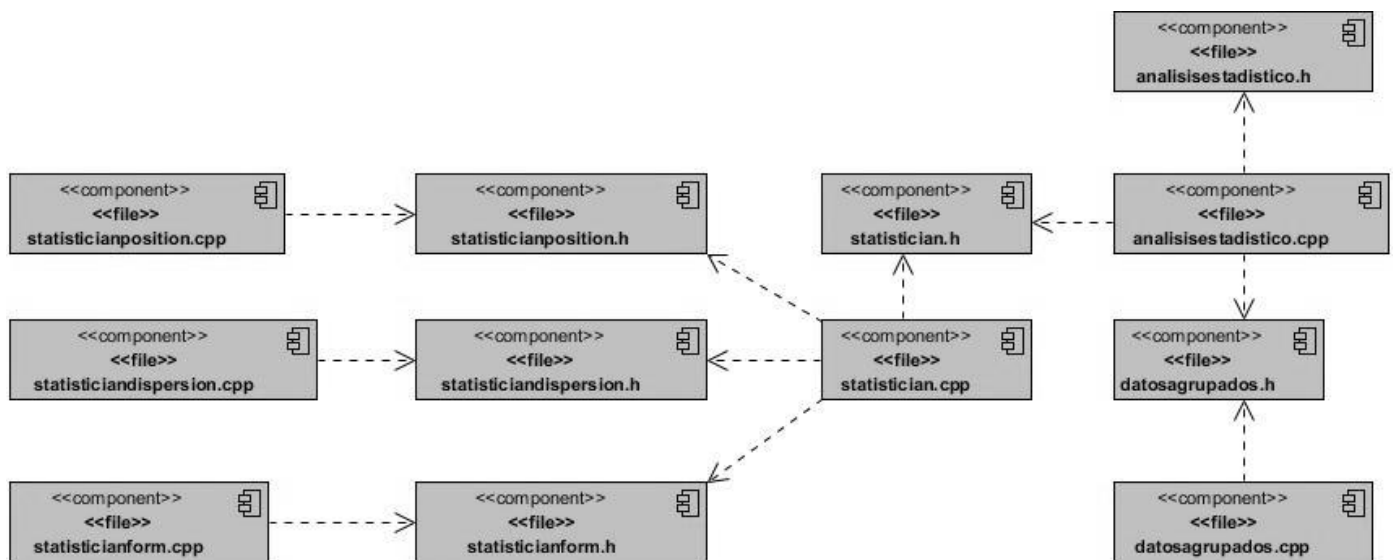 <<component>>
<<file>>
analisisestadistico.h
<<component>>
<<file>>
statisticianposition.cpp
<<component>>
<<file>>
statisticianposition.h
<<component>>
<<file>>
statistician.h
<<component>>
<<file>>
analisisestadistico.cpp
<<component>>
<<file>>
statisticiandispersion.cpp
<<component>>
<<file>>
statisticiandispersion.h
<<component>>
<<file>>
statistician.cpp
<<component>>
<<file>>
datosagrupados.h
<<component>>
<<file>>
statisticianform.cpp
<<component>>
<<file>>
statisticianform.h
<<component>>
<<file>>
datosagrupados.cpp